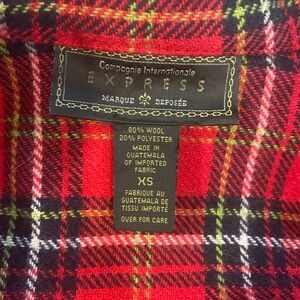 Compagnie Internationale
EXPRESS
MARQUE DEPOSÉE
80% WOOL
20% POLYESTER
MADE IN
GUATEMALA
OF IMPORTED
FABRIC
XS
FABRIQUE AU
GUATEMALA DE
TISSU IMPORTÉ
OVER FOR CARE